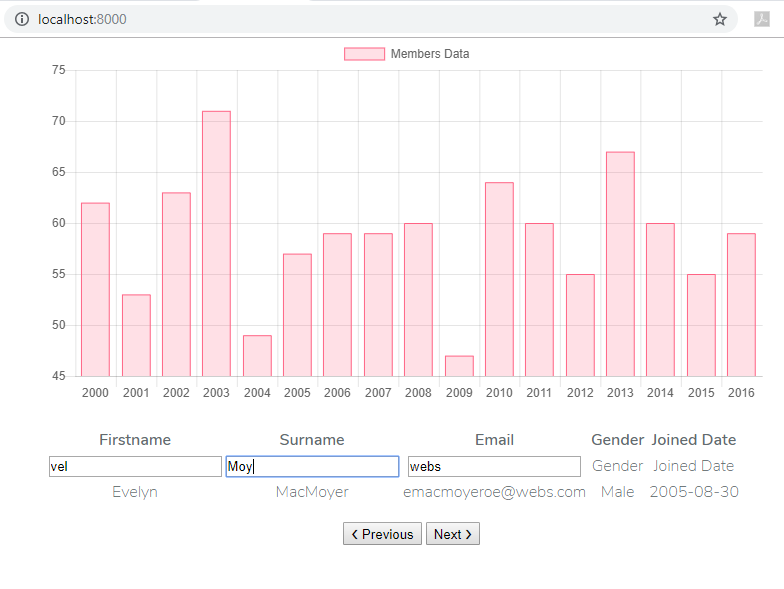 localhost:8000
Members Data
75
70
65
60
55
50
45
2000 2001 2002 2003 2004 2005 2006 2007 2008 2009 2010 2011 2012 2013 2014 2015 2016
Firstname Surname Email Gender Joined Date
vel Moy webs Gender Joined Date
Evelyn MacMoyer emacmoyeroe@webs.com Male 2005-08-30
❮ Previous Next ❯